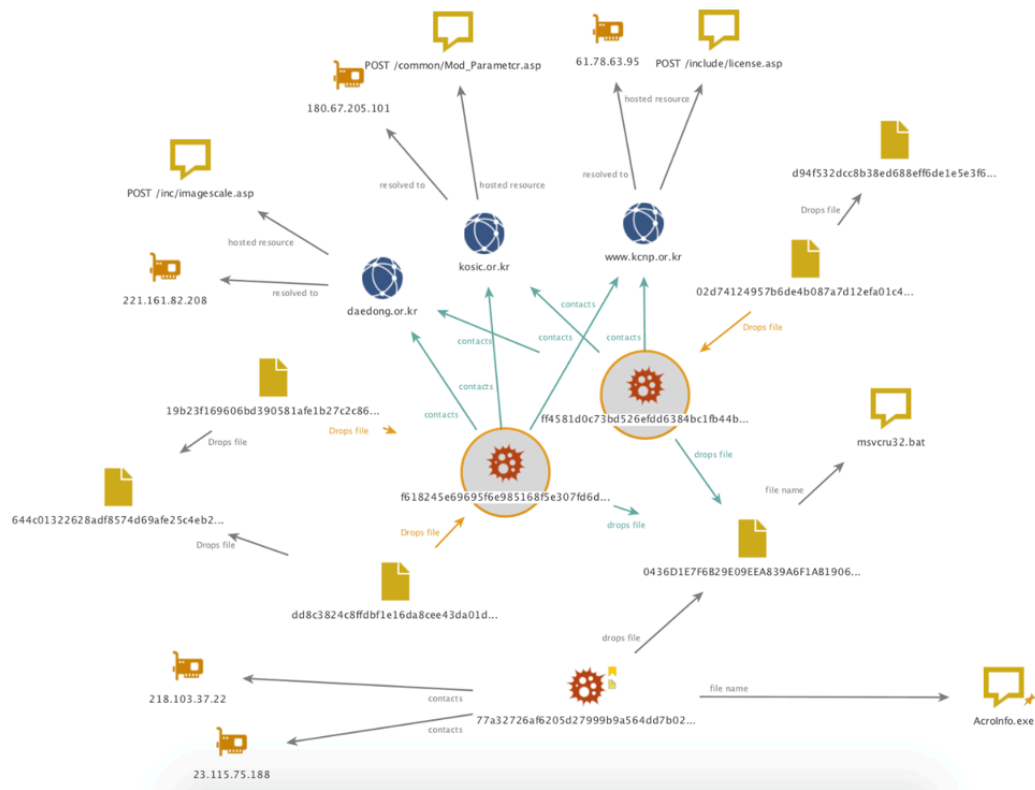 POST /common/Mod_Parametcr.asp
61.78.63.95
POST /include/license.asp
180.67.205.101
hosted resource
POST /inc/imagescale.asp
resolved to
hosted resource
resolved to
d94f532dcc8b38ed688eff6de1e5e3f6...
Drops file
hosted resource
kosic.or.kr
www.kcnp.or.kr
221.161.82.208
resolved to
daedong.or.kr
02d74124957b6de4b087a7d12efa01c4...
contacts
contacts
contacts
Drops file
contacts
contacts
19b23f169606bd390581afe1b27c2c86...
ff4581d0c73bd526efdd6384bc1fb44b...
Drops file
Drops file
drops file
msvcru32.bat
file name
f618245e69695f6e985168f5e307fd6d...
644c01322628adf8574d69afe25c4eb2...
drops file
Drops file
Drops file
0436D1E7F6B29E09EEA839A6F1AB1906...
dd8c3824c8ffdbf1e16da8cee43da01d...
drops file
218.103.37.22
contacts
file name
77a32726af6205d27999b9a564dd7b02...
AcroInfo.exe
contacts
23.115.75.188